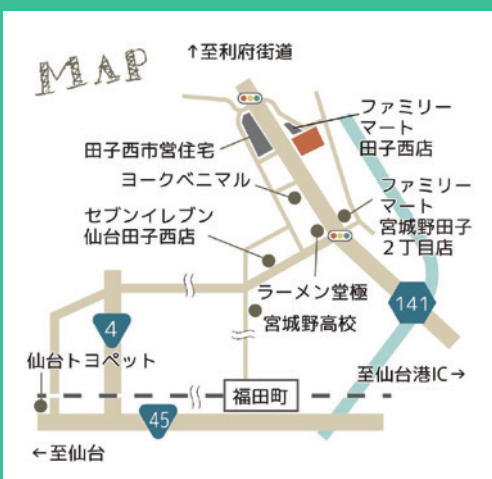 MAP
↑至利府街道
ファミリー
マート
田子西店
田子西市営住宅
ヨークベニマル
ファミリー
マート
宮城野田子
２丁目店
セブンイレブン
仙台田子西店
ラーメン堂極
宮城野高校
141
4
仙台トヨペット
至仙台港IC→
福田町
45
←至仙台